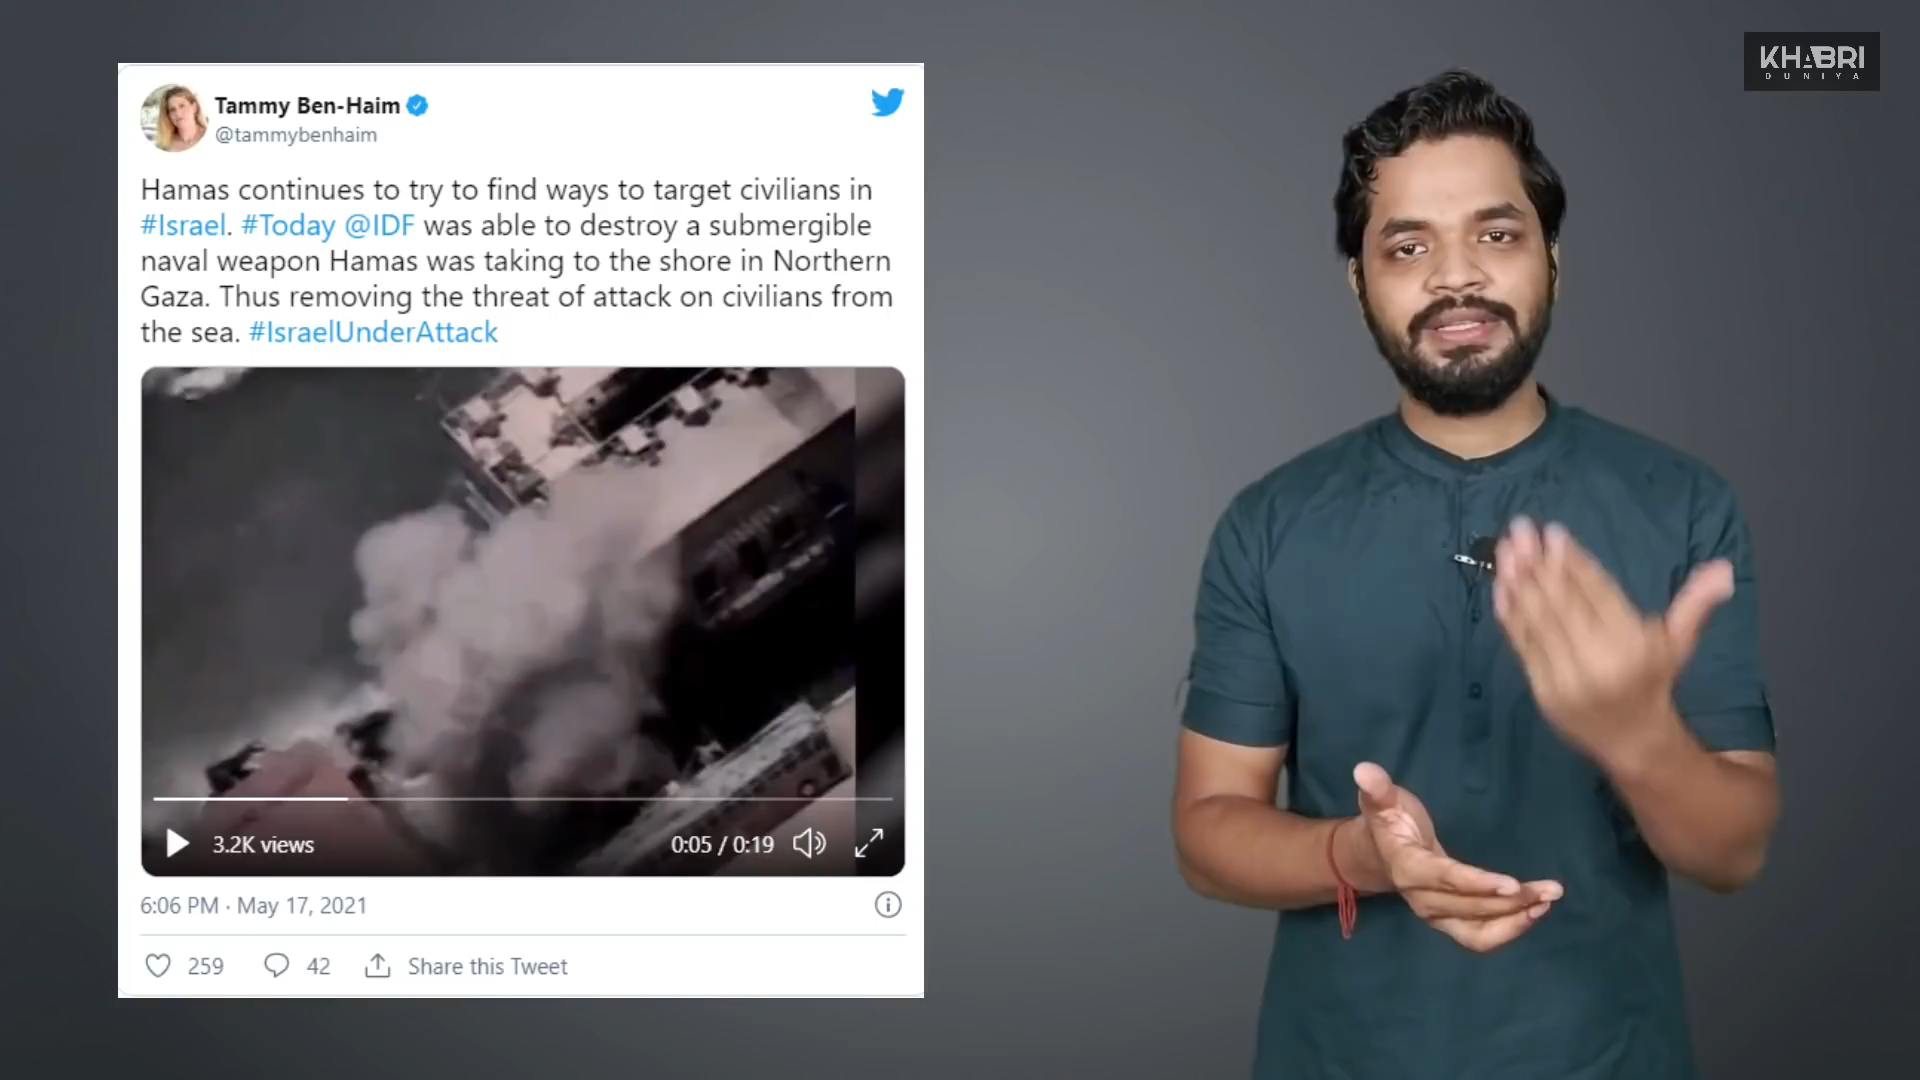 KHABRI
DUNIYA
Tammy Ben-Haim
@tammybenhaim
Hamas continues to try to find ways to target civilians in
#Israel. #Today @IDF was able to destroy a submergible
naval weapon Hamas was taking to the shore in Northern
Gaza. Thus removing the threat of attack on civilians from
the sea. #IsraelUnderAttack
3.2K views
0:05 / 0:19
6:06 PM · May 17, 2021
259
42
Share this Tweet